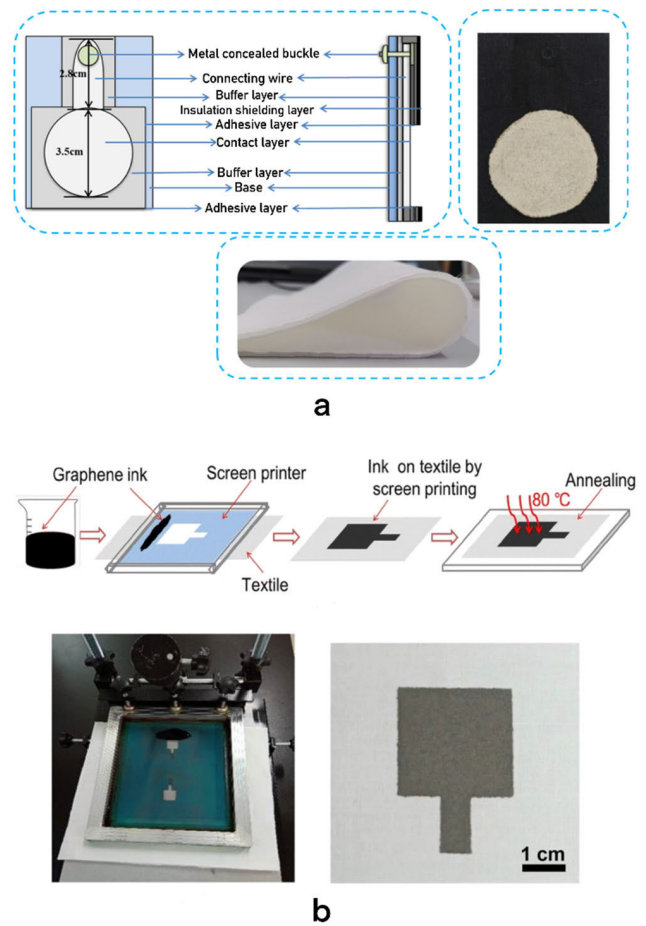 Metal concealed buckle
2.8cm
Connecting wire
Buffer layer
Insulation shielding layer
Adhesive layer
Contact layer
3.5cm
Buffer layer
Base
Adhesive layer
a
Graphene ink
Screen printer
Ink on textile by
screen printing
80 ℃
Annealing
Textile
1 cm
b